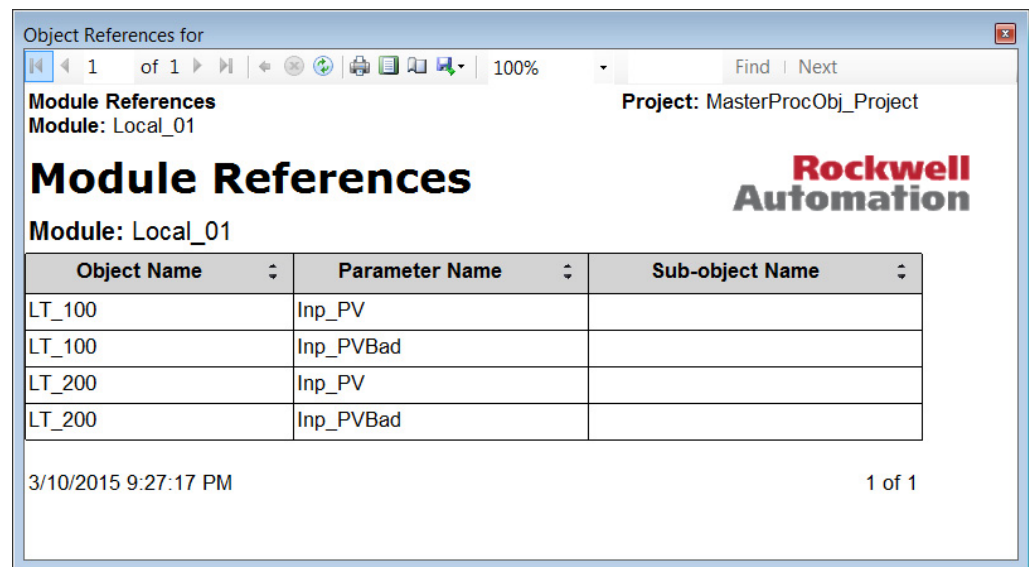 Object References for
1 of 1 100% Find | Next
Module References Project: MasterProcObj_Project
Module: Local_01
Module References
Rockwell
Automation
Module: Local_01
Object Name Parameter Name Sub-object Name
LT_100 Inp_PV
LT_100 Inp_PVBad
LT_200 Inp_PV
LT_200 Inp_PVBad
3/10/2015 9:27:17 PM 1 of 1